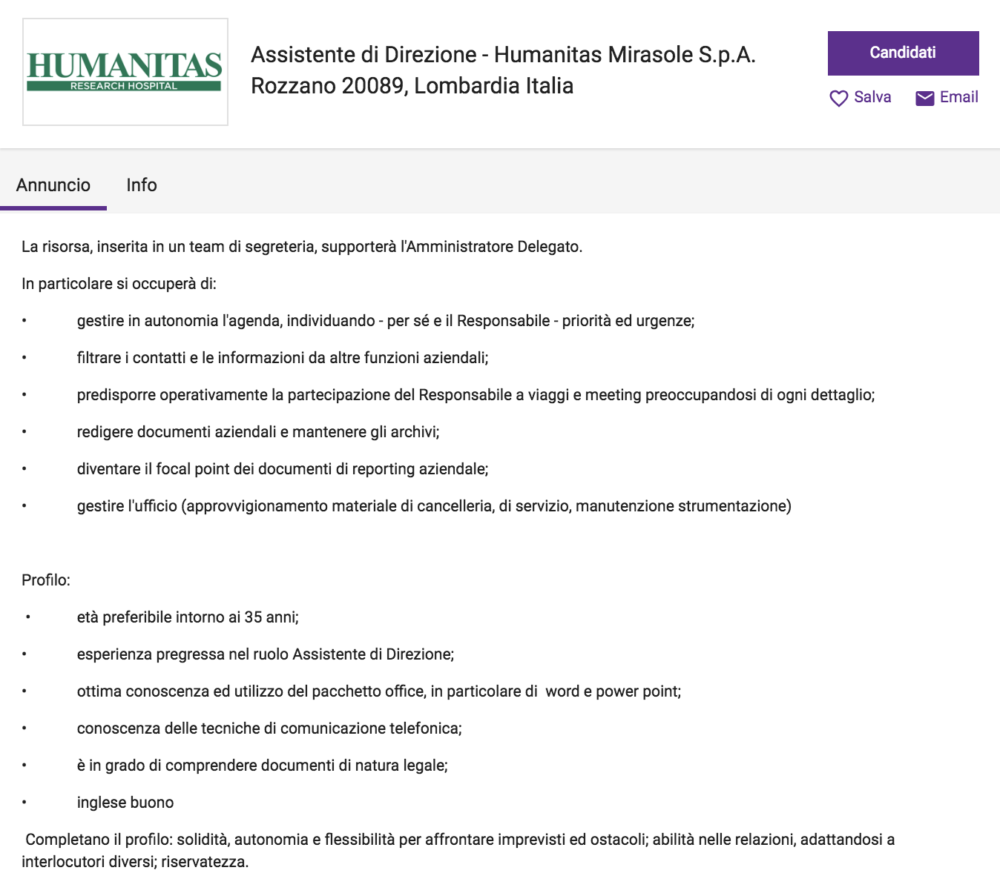 HUMANITAS
RESEARCH HOSPITAL
Assistente di Direzione - Humanitas Mirasole S.p.A.
Rozzano 20089, Lombardia Italia
Candidati
Salva
Email
Annuncio
Info
La risorsa, inserita in un team di segreteria, supporterà l'Amministratore Delegato.
In particolare si occuperà di:
• gestire in autonomia l'agenda, individuando - per sé e il Responsabile - priorità ed urgenze;
• filtrare i contatti e le informazioni da altre funzioni aziendali;
• predisporre operativamente la partecipazione del Responsabile a viaggi e meeting preoccupandosi di ogni dettaglio;
• redigere documenti aziendali e mantenere gli archivi;
• diventare il focal point dei documenti di reporting aziendale;
• gestire l'ufficio (approvvigionamento materiale di cancelleria, di servizio, manutenzione strumentazione)
Profilo:
• età preferibile intorno ai 35 anni;
• esperienza pregressa nel ruolo Assistente di Direzione;
• ottima conoscenza ed utilizzo del pacchetto office, in particolare di  word e power point;
• conoscenza delle tecniche di comunicazione telefonica;
• è in grado di comprendere documenti di natura legale;
• inglese buono
Completano il profilo: solidità, autonomia e flessibilità per affrontare imprevisti ed ostacoli; abilità nelle relazioni, adattandosi a
interlocutori diversi; riservatezza.